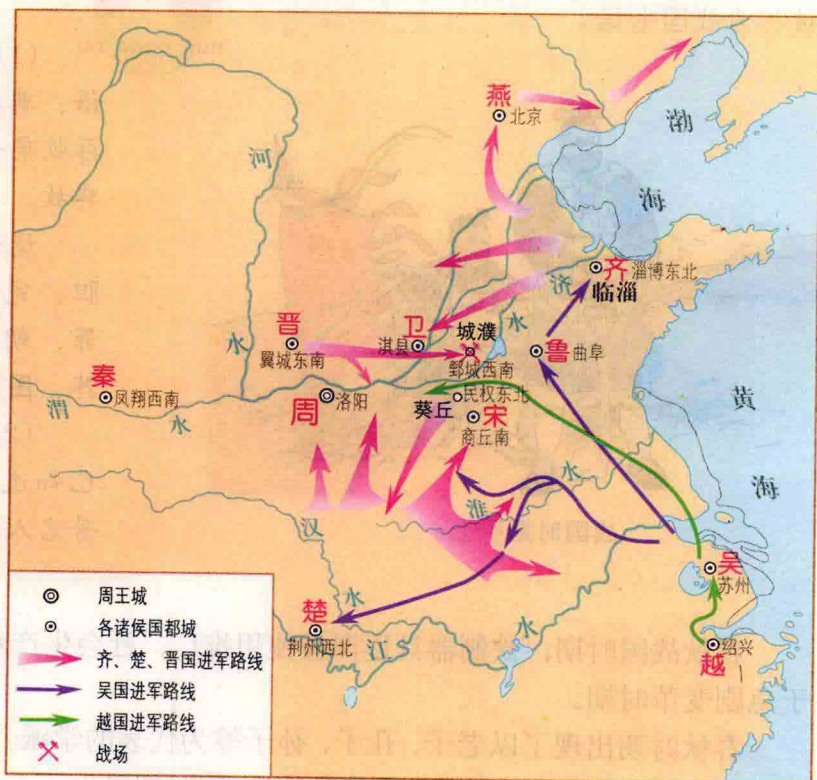 燕
北京
渤
海
河
水
齐
淄博东北
临淄
济
水
晋
翼城东南
卫
淇县
城濮
鄄城西南
鲁
曲阜
秦
凤翔西南
渭
水
周
洛阳
葵丘
民权东北
宋
商丘南
黄
海
汉
水
淮
水
吴
苏州
楚
荆州西北
江
水
越
绍兴
周王城
各诸侯国都城
齐、楚、晋国进军路线
吴国进军路线
越国进军路线
战场